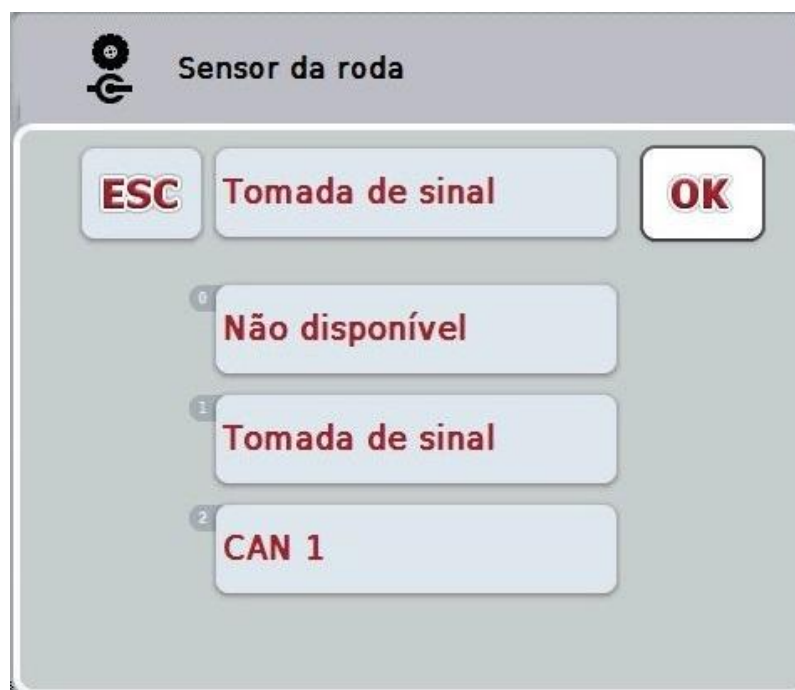 Sensor da roda
ESC Tomada de sinal OK
0
Não disponível
1
Tomada de sinal
2
CAN 1